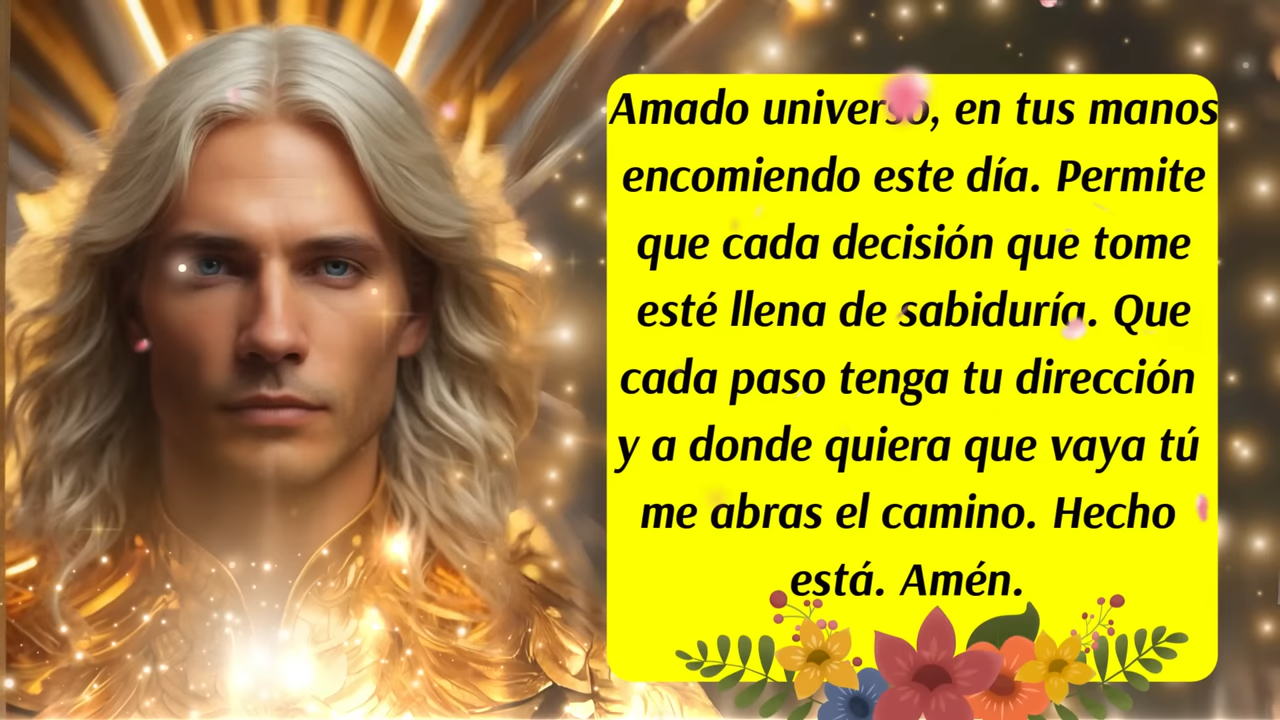 Amado universo, en tus manos
encomiendo este día. Permite
que cada decisión que tome
esté llena de sabiduría. Que
cada paso tenga tu dirección
y a donde quiera que vaya tú
me abras el camino. Hecho
está. Amén.